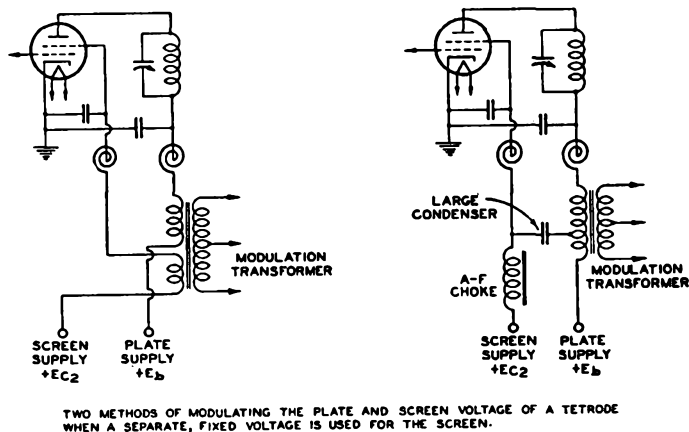 MODULATION
TRANSFORMER
SCREEN
SUPPLY
+EC2
PLATE
SUPPLY
+Eb
LARGE
CONDENSER
A-F
CHOKE
MODULATION
TRANSFORMER
SCREEN
SUPPLY
+EC2
PLATE
SUPPLY
+Eb
TWO METHODS OF MODULATING THE PLATE AND SCREEN VOLTAGE OF A TETRODE
WHEN A SEPARATE, FIXED VOLTAGE IS USED FOR THE SCREEN.